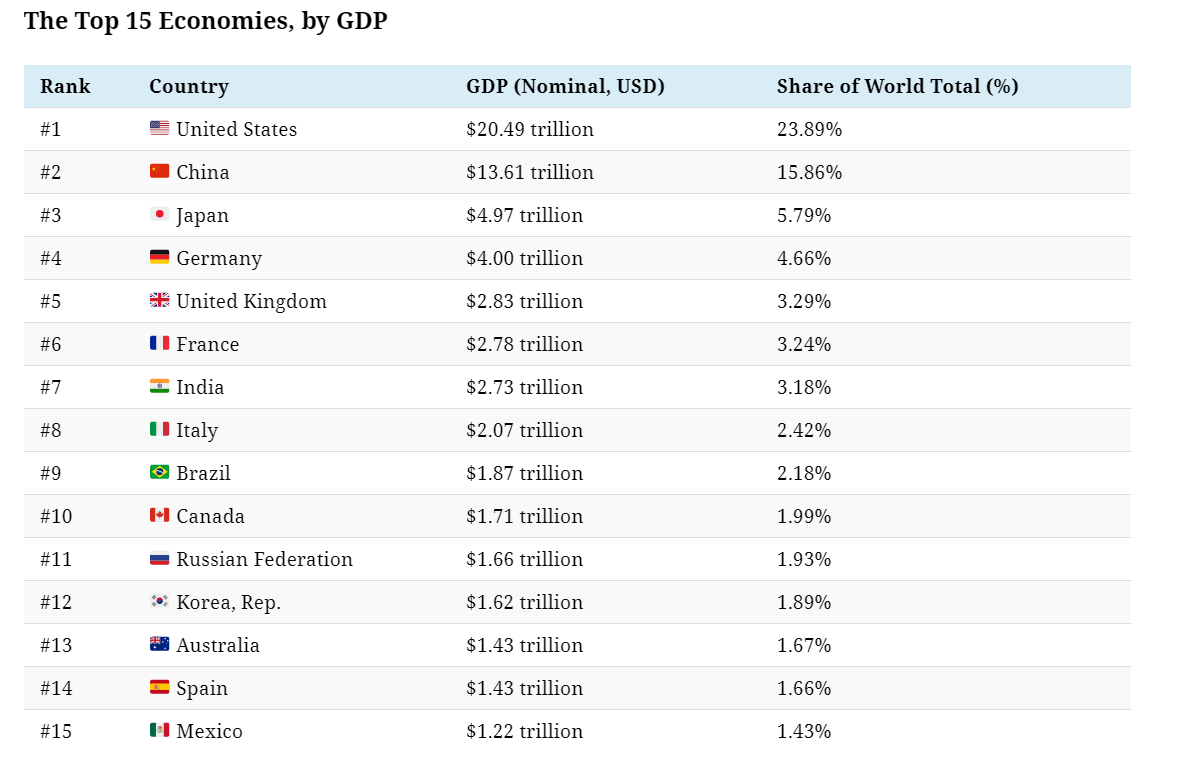 The Top 15 Economies, by GDP
Rank Country GDP (Nominal, USD) Share of World Total (%)
#1 United States $20.49 trillion 23.89%
#2 China $13.61 trillion 15.86%
#3 Japan $4.97 trillion 5.79%
#4 Germany $4.00 trillion 4.66%
#5 United Kingdom $2.83 trillion 3.29%
#6 France $2.78 trillion 3.24%
#7 India $2.73 trillion 3.18%
#8 Italy $2.07 trillion 2.42%
#9 Brazil $1.87 trillion 2.18%
#10 Canada $1.71 trillion 1.99%
#11 Russian Federation $1.66 trillion 1.93%
#12 Korea, Rep. $1.62 trillion 1.89%
#13 Australia $1.43 trillion 1.67%
#14 Spain $1.43 trillion 1.66%
#15 Mexico $1.22 trillion 1.43%